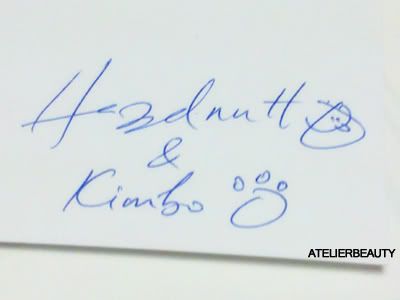 Hazelnutt
&
Kimbo
ATELIERBEAUTY